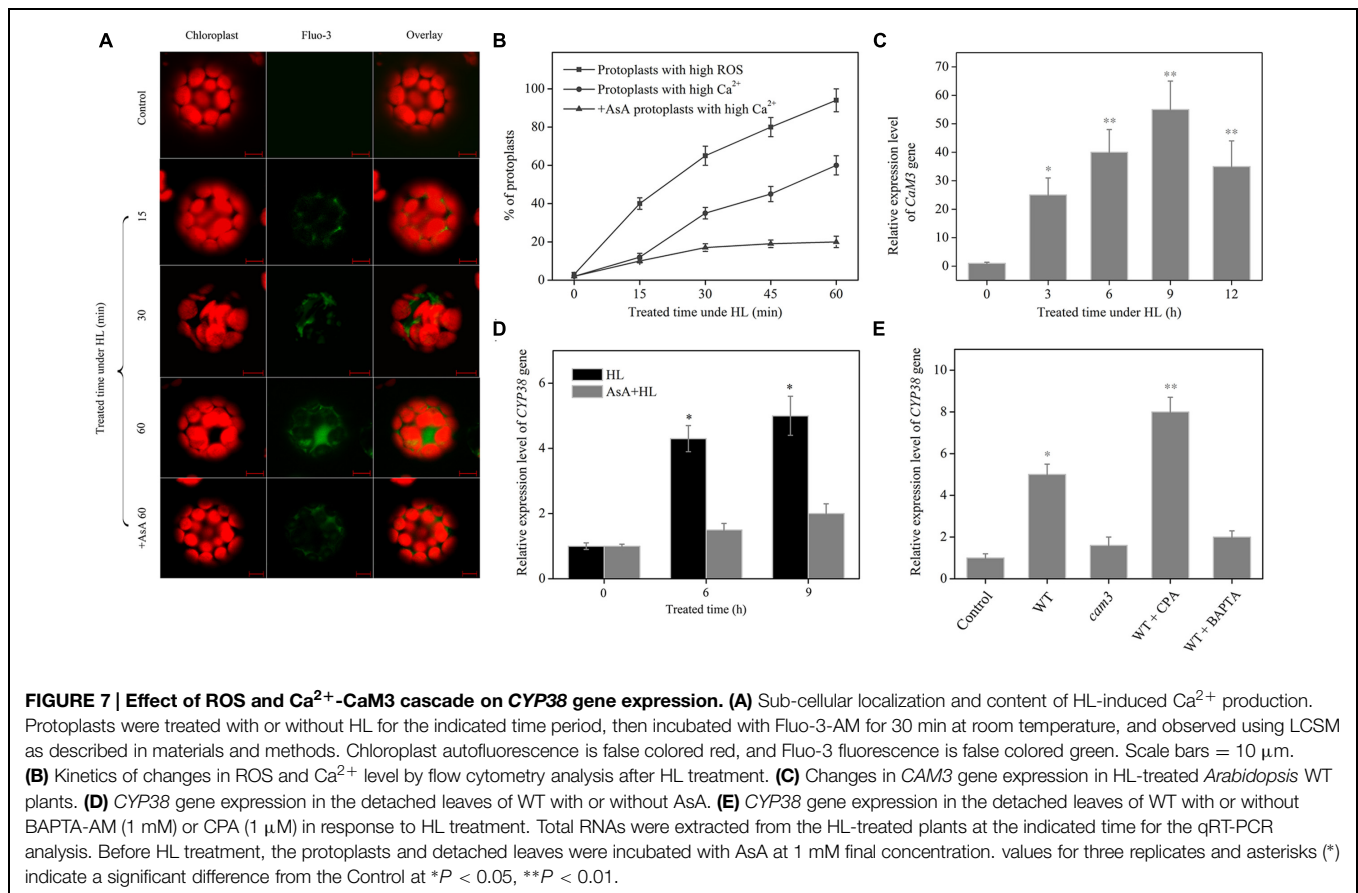 A
Chloroplast
Fluo-3
Overlay
Control
15
30
60
+AsA 60
Treated time under HL (min)
B
Protoplasts with high ROS
Protoplasts with high Ca2+
+AsA protoplasts with high Ca2+
% of protoplasts
100
80
60
40
20
0
0 15 30 45 60
Treated time unde HL (min)
C
Relative expression level
of CaM3 gene
70
60
50
40
30
20
10
0
* ** ** **
0 3 6 9 12
Treated time under HL (h)
D
Relative expression level of CYP38 gene
HL
AsA+HL
6
4
2
0
* *
0 6 9
Treated time (h)
E
Relative expression level of CYP38 gene
10
8
6
4
2
0
* **
Control
WT
cam3
WT + CPA
WT + BAPTA
FIGURE 7 | Effect of ROS and Ca2+-CaM3 cascade on CYP38 gene expression. (A) Sub-cellular localization and content of HL-induced Ca2+ production.
Protoplasts were treated with or without HL for the indicated time period, then incubated with Fluo-3-AM for 30 min at room temperature, and observed using LCSM
as described in materials and methods. Chloroplast autofluorescence is false colored red, and Fluo-3 fluorescence is false colored green. Scale bars = 10 μm.
(B) Kinetics of changes in ROS and Ca2+ level by flow cytometry analysis after HL treatment. (C) Changes in CAM3 gene expression in HL-treated Arabidopsis WT
plants. (D) CYP38 gene expression in the detached leaves of WT with or without AsA. (E) CYP38 gene expression in the detached leaves of WT with or without
BAPTA-AM (1 mM) or CPA (1 μM) in response to HL treatment. Total RNAs were extracted from the HL-treated plants at the indicated time for the qRT-PCR
analysis. Before HL treatment, the protoplasts and detached leaves were incubated with AsA at 1 mM final concentration. values for three replicates and asterisks (*)
indicate a significant difference from the Control at *P < 0.05, **P < 0.01.